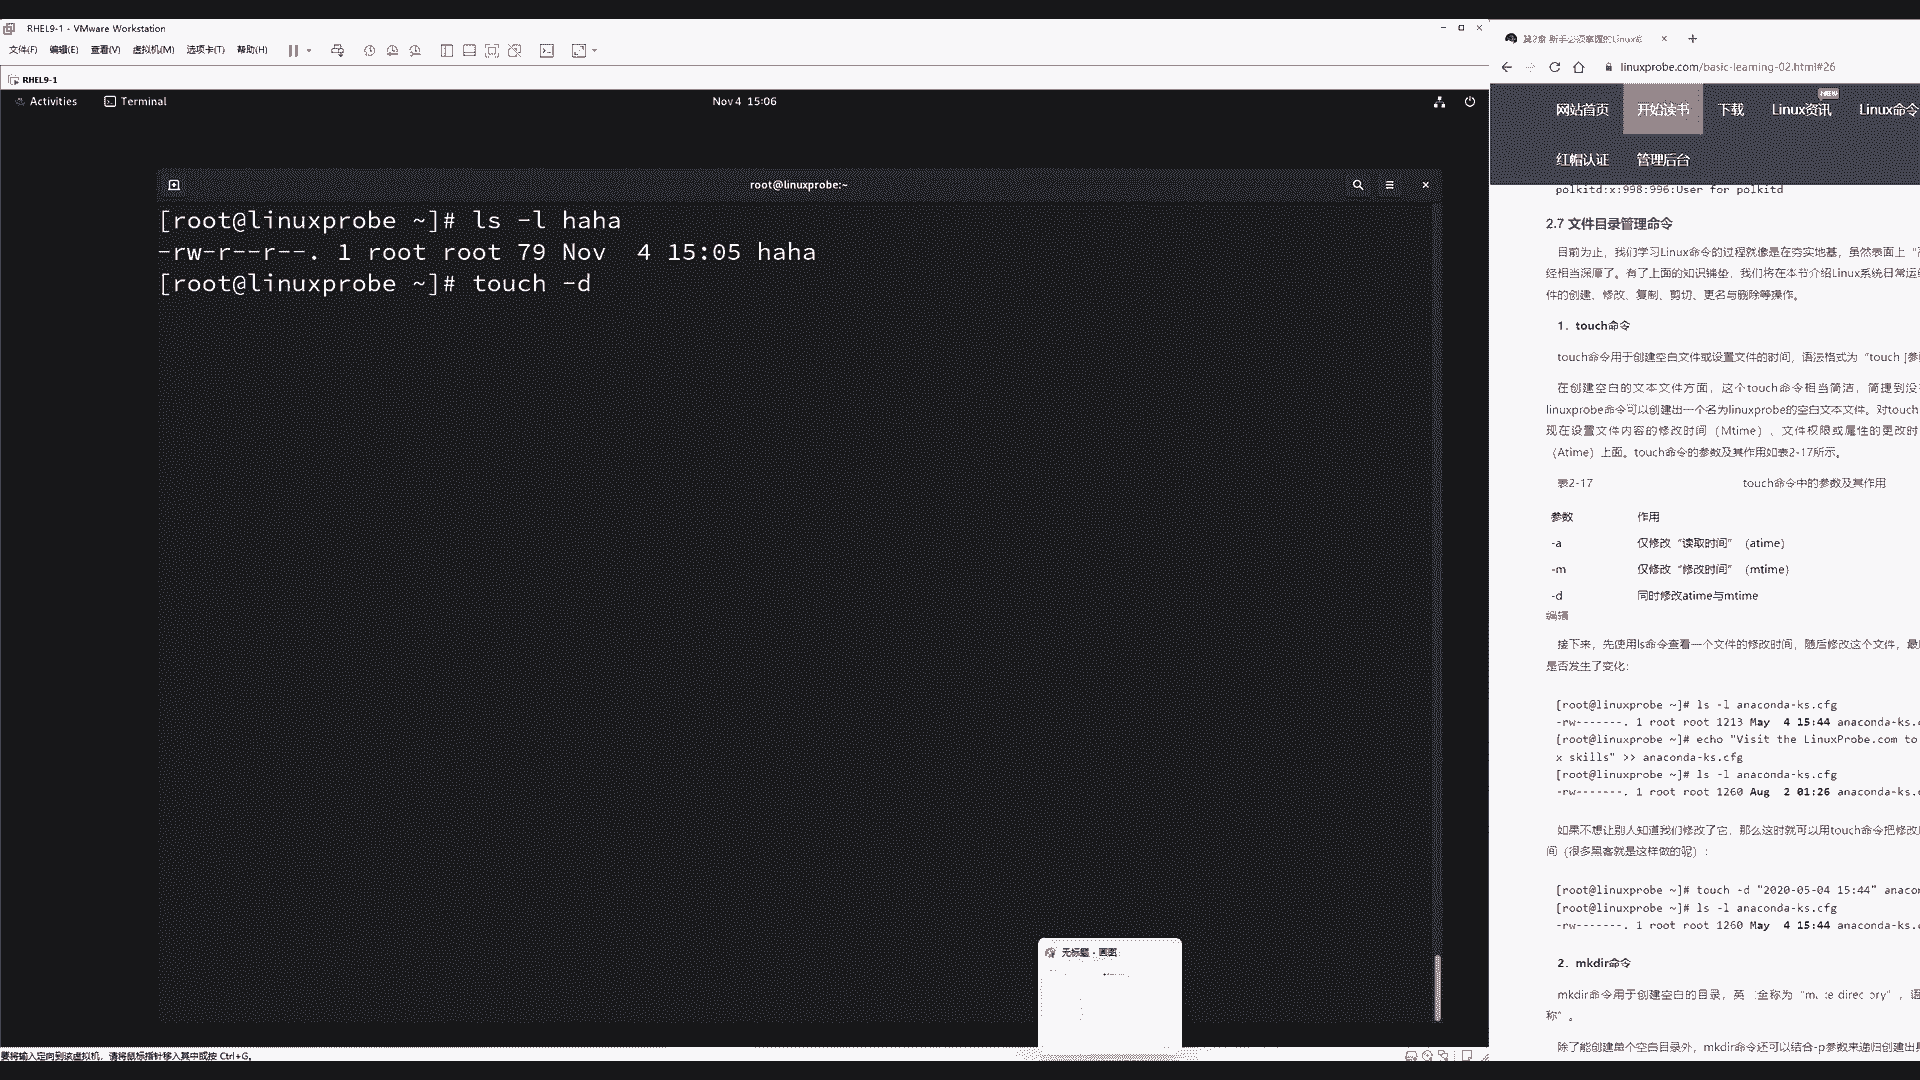 RHEL9-1 - VMware Workstation
文件(F) 编辑(E) 查看(V) 虚拟机(M) 选项卡(T) 帮助(H)
RHEL9-1
Activities Terminal Nov 4 15:06
root@linuxprobe:~
[root@linuxprobe ~]# ls -l haha
-rw-r--r--. 1 root root 79 Nov  4 15:05 haha
[root@linuxprobe ~]# touch -d
无标题 - 画图
要将输入定向到该虚拟机，请将鼠标指针移入其中或按 Ctrl+G。
第2章 新手必须掌握的Linux命
linuxprobe.com/basic-learning-02.html#26
网站首页 开始读书 下载 Linux资讯 Linux命令
NEW
红帽认证 管理后台
polkitd:x:998:996:User for polkitd
2.7 文件目录管理命令
目前为止，我们学习Linux命令的过程就像是在夯实地基，虽然表面上
经相当深厚了。有了上面的知识铺垫，我们将在本节介绍Linux系统日常运
件的创建、修改、复制、剪切、更名与删除等操作。
1．touch命令
touch命令用于创建空白文件或设置文件的时间，语法格式为“touch [参
在创建空白的文本文件方面，这个touch命令相当简洁，简捷到没
linuxprobe命令可以创建出一个名为linuxprobe的空白文本文件。对touch
现在设置文件内容的修改时间（Mtime）、文件权限或属性的更改时
（Atime）上面。touch命令的参数及其作用如表2-17所示。
表2-17 touch命令中的参数及其作用
参数 作用
-a 仅修改“读取时间”（atime）
-m 仅修改“修改时间”（mtime）
-d 同时修改atime与mtime
编辑
接下来，先使用ls命令查看一个文件的修改时间，随后修改这个文件，最
是否发生了变化：
[root@linuxprobe ~]# ls -l anaconda-ks.cfg
-rw-------. 1 root root 1213 May  4 15:44 anaconda-ks.c
[root@linuxprobe ~]# echo "Visit the LinuxProbe.com to
x skills" >> anaconda-ks.cfg
[root@linuxprobe ~]# ls -l anaconda-ks.cfg
-rw-------. 1 root root 1260 Aug  2 01:26 anaconda-ks.c
如果不想让别人知道我们修改了它，那么这时就可以用touch命令把修改
间（很多黑客就是这样做的呢）：
[root@linuxprobe ~]# touch -d "2020-05-04 15:44" anaco
[root@linuxprobe ~]# ls -l anaconda-ks.cfg
-rw-------. 1 root root 1260 May  4 15:44 anaconda-ks.c
2．mkdir命令
mkdir命令用于创建空白的目录，英 全称为“ ”，语
称”。
除了能创建单个空白目录外，mkdir命令还可以结合-p参数来递归创建出